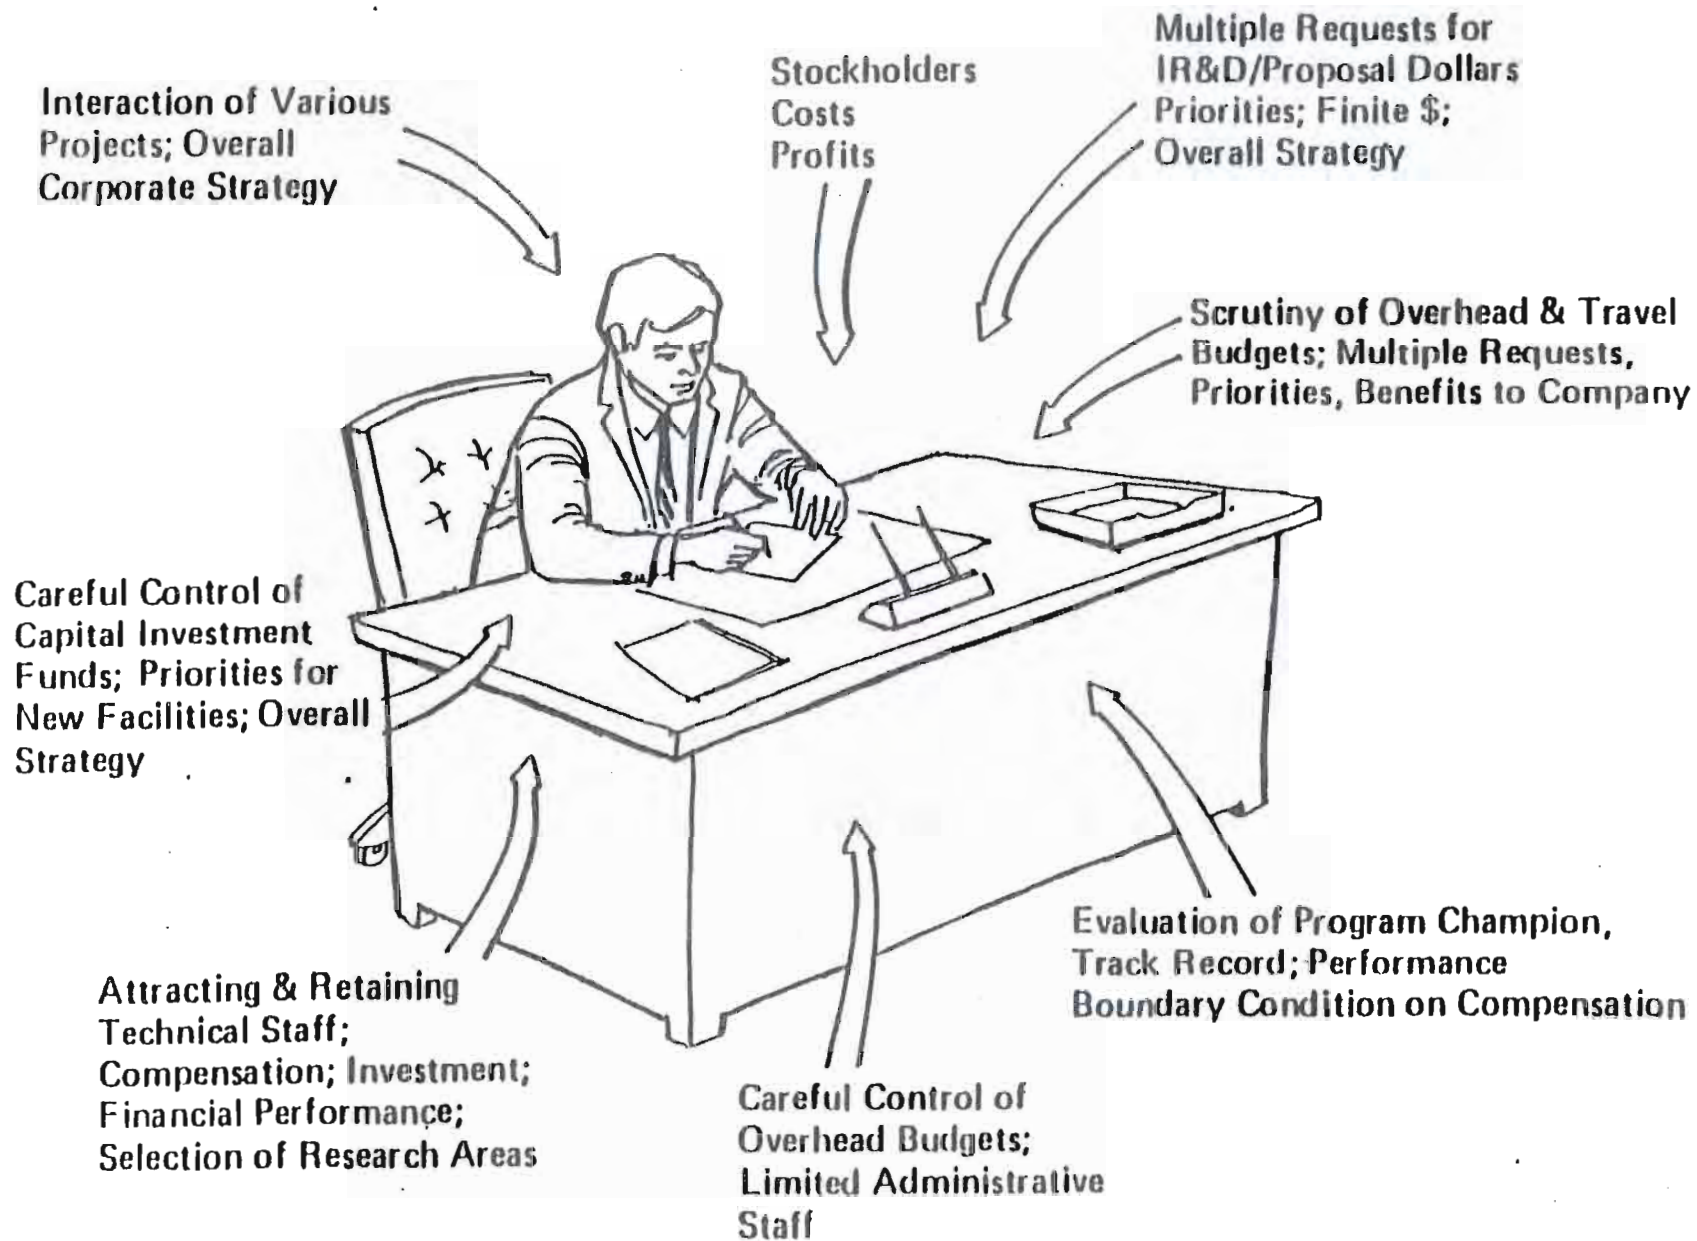 Interaction of Various
Projects; Overall
Corporate Strategy
Stockholders
Costs
Profits
Multiple Requests for
IR&D/Proposal Dollars
Priorities; Finite $;
Overall Strategy
Scrutiny of Overhead & Travel
Budgets; Multiple Requests,
Priorities, Benefits to Company
Careful Control of
Capital Investment
Funds; Priorities for
New Facilities; Overall
Strategy
Attracting & Retaining
Technical Staff;
Compensation; Investment;
Financial Performance;
Selection of Research Areas
Careful Control of
Overhead Budgets;
Limited Administrative
Staff
Evaluation of Program Champion,
Track Record; Performance
Boundary Condition on Compensation